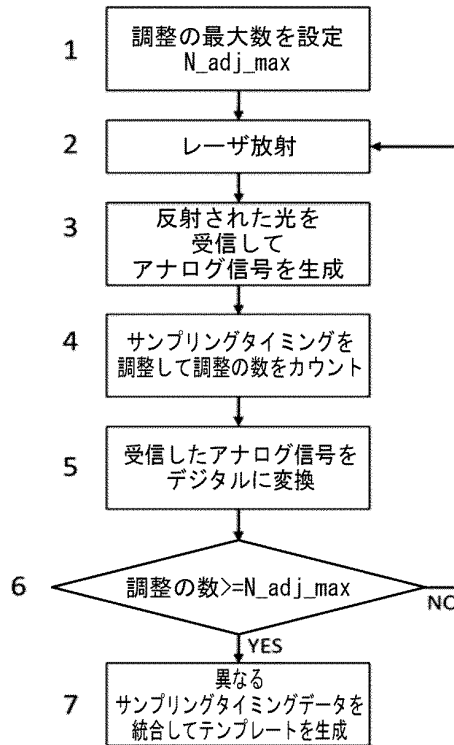 1
調整の最大数を設定
N_adj_max
2
レーザ放射
3
反射された光を
受信して
アナログ信号を生成
4
サンプリングタイミングを
調整して調整の数をカウント
5
受信したアナログ信号を
デジタルに変換
6
調整の数>=N_adj_max
NO
YES
7
異なる
サンプリングタイミングデータを
統合してテンプレートを生成